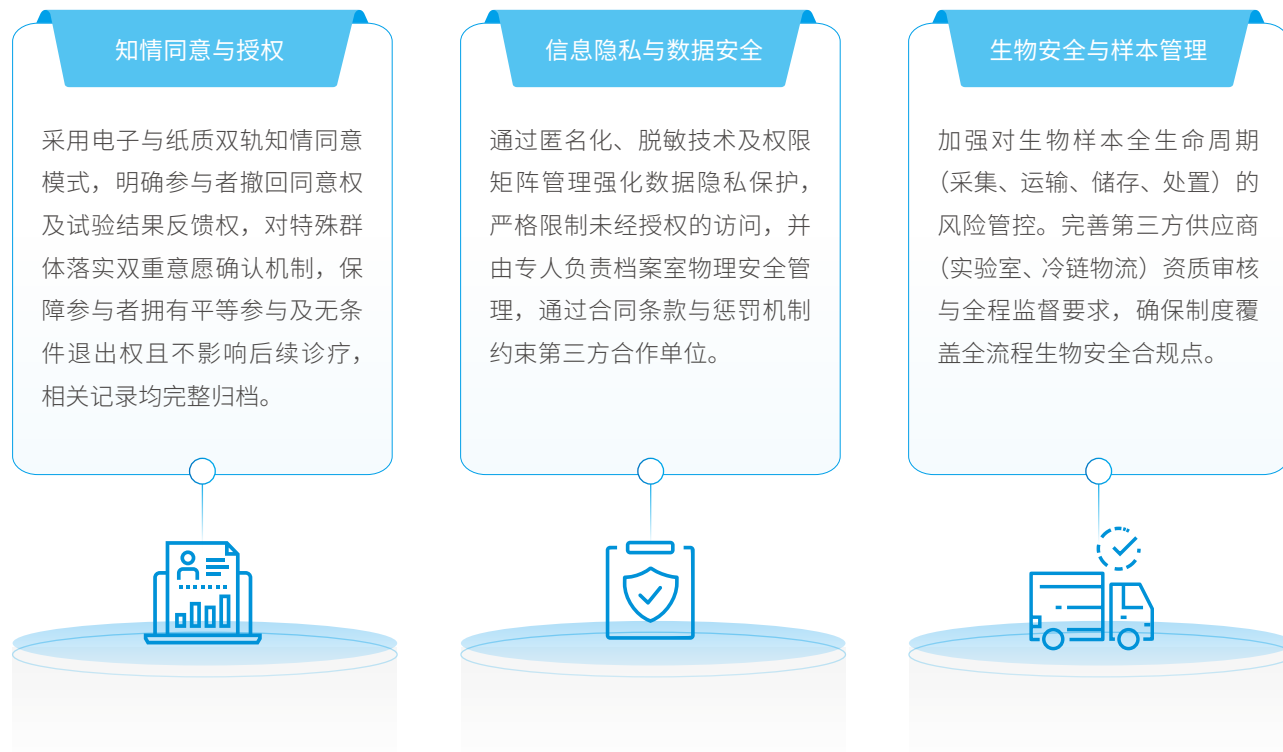 知情同意与授权
采用电子与纸质双轨知情同意
模式，明确参与者撤回同意权
及试验结果反馈权，对特殊群
体落实双重意愿确认机制，保
障参与者拥有平等参与及无条
件退出权且不影响后续诊疗，
相关记录均完整归档。
信息隐私与数据安全
通过匿名化、脱敏技术及权限
矩阵管理强化数据隐私保护，
严格限制未经授权的访问，并
由专人负责档案室物理安全管
理，通过合同条款与惩罚机制
约束第三方合作单位。
生物安全与样本管理
加强对生物样本全生命周期
（采集、运输、储存、处置）的
风险管控。完善第三方供应商
（实验室、冷链物流）资质审核
与全程监督要求，确保制度覆
盖全流程生物安全合规点。